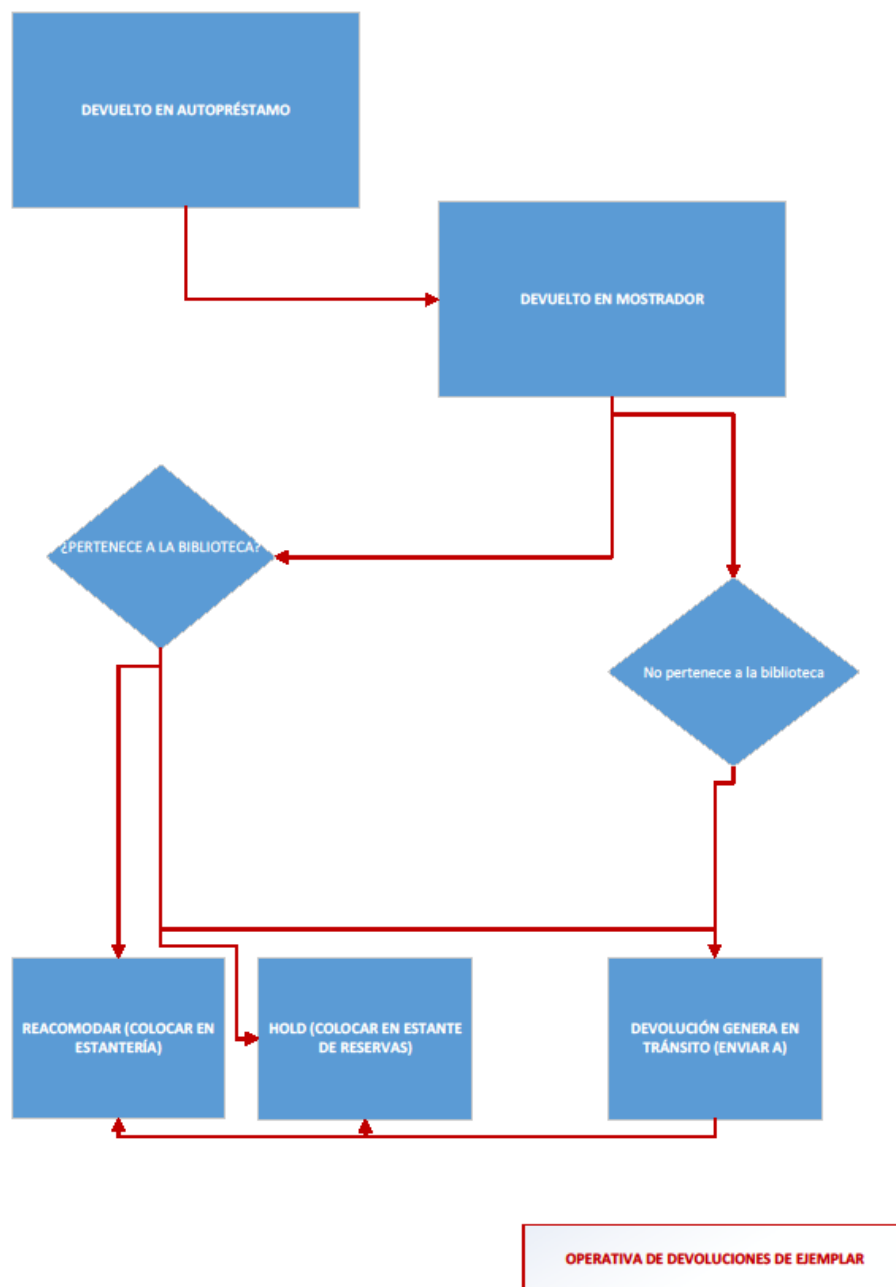 DEVUELTO EN AUTOPRÉSTAMO
DEVUELTO EN MOSTRADOR
¿PERTENECE A LA BIBLIOTECA?
No pertenece a la biblioteca
REACOMODAR (COLOCAR EN
ESTANTERÍA)
HOLD (COLOCAR EN ESTANTE
DE RESERVAS)
DEVOLUCIÓN GENERA EN
TRÁNSITO (ENVIAR A)
OPERATIVA DE DEVOLUCIONES DE EJEMPLAR